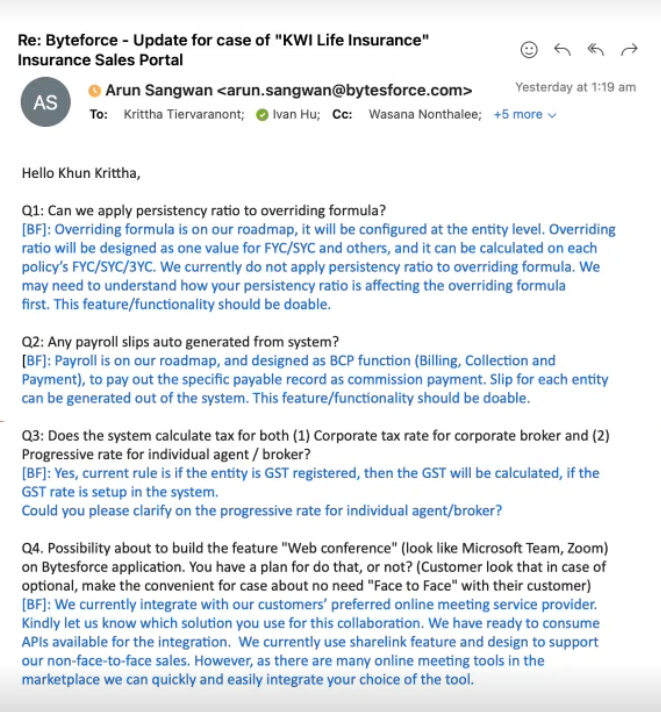 Re: Byteforce - Update for case of "KWI Life Insurance"
Insurance Sales Portal
AS
Arun Sangwan <arun.sangwan@bytesforce.com>
Yesterday at 1:19 am
To: Krittha Tiervaranont; Ivan Hu; Cc: Wasana Nonthalee; +5 more
Hello Khun Krittha,
Q1: Can we apply persistency ratio to overriding formula?
[BF]: Overriding formula is on our roadmap, it will be configured at the entity level. Overriding
ratio will be designed as one value for FYC/SYC and others, and it can be calculated on each
policy's FYC/SYC/3YC. We currently do not apply persistency ratio to overriding formula. We
may need to understand how your persistency ratio is affecting the overriding formula
first. This feature/functionality should be doable.
Q2: Any payroll slips auto generated from system?
[BF]: Payroll is on our roadmap, and designed as BCP function (Billing, Collection and
Payment), to pay out the specific payable record as commission payment. Slip for each entity
can be generated out of the system. This feature/functionality should be doable.
Q3: Does the system calculate tax for both (1) Corporate tax rate for corporate broker and (2)
Progressive rate for individual agent / broker?
[BF]: Yes, current rule is if the entity is GST registered, then the GST will be calculated, if the
GST rate is setup in the system.
Could you please clarify on the progressive rate for individual agent/broker?
Q4. Possibility about to build the feature "Web conference" (look like Microsoft Team, Zoom)
on Bytesforce application. You have a plan for do that, or not? (Customer look that in case of
optional, make the convenient for case about no need "Face to Face" with their customer)
[BF]: We currently integrate with our customers' preferred online meeting service provider.
Kindly let us know which solution you use for this collaboration. We have ready to consume
APIs available for the integration. We currently use sharelink feature and design to support
our non-face-to-face sales. However, as there are many online meeting tools in the
marketplace we can quickly and easily integrate your choice of the tool.